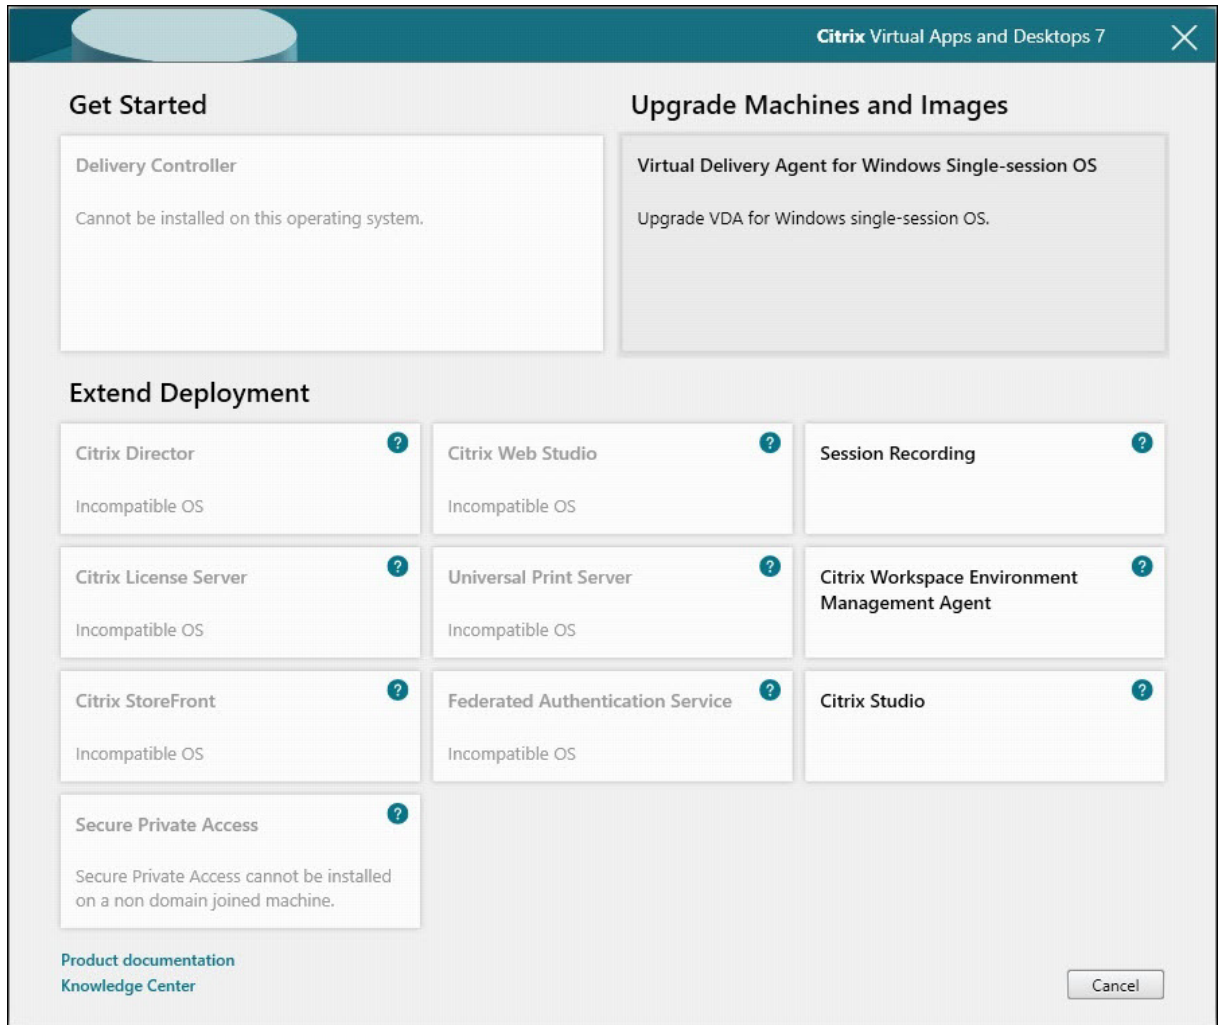 Citrix Virtual Apps and Desktops 7
Get Started
Delivery Controller
Cannot be installed on this operating system.
Upgrade Machines and Images
Virtual Delivery Agent for Windows Single-session OS
Upgrade VDA for Windows single-session OS.
Extend Deployment
Citrix Director
?
Incompatible OS
Citrix Web Studio
?
Incompatible OS
Session Recording
?
Citrix License Server
?
Incompatible OS
Universal Print Server
?
Incompatible OS
Citrix Workspace Environment
Management Agent
?
Citrix StoreFront
?
Incompatible OS
Federated Authentication Service
?
Incompatible OS
Citrix Studio
?
Secure Private Access
?
Secure Private Access cannot be installed
on a non domain joined machine.
Product documentation
Knowledge Center
Cancel